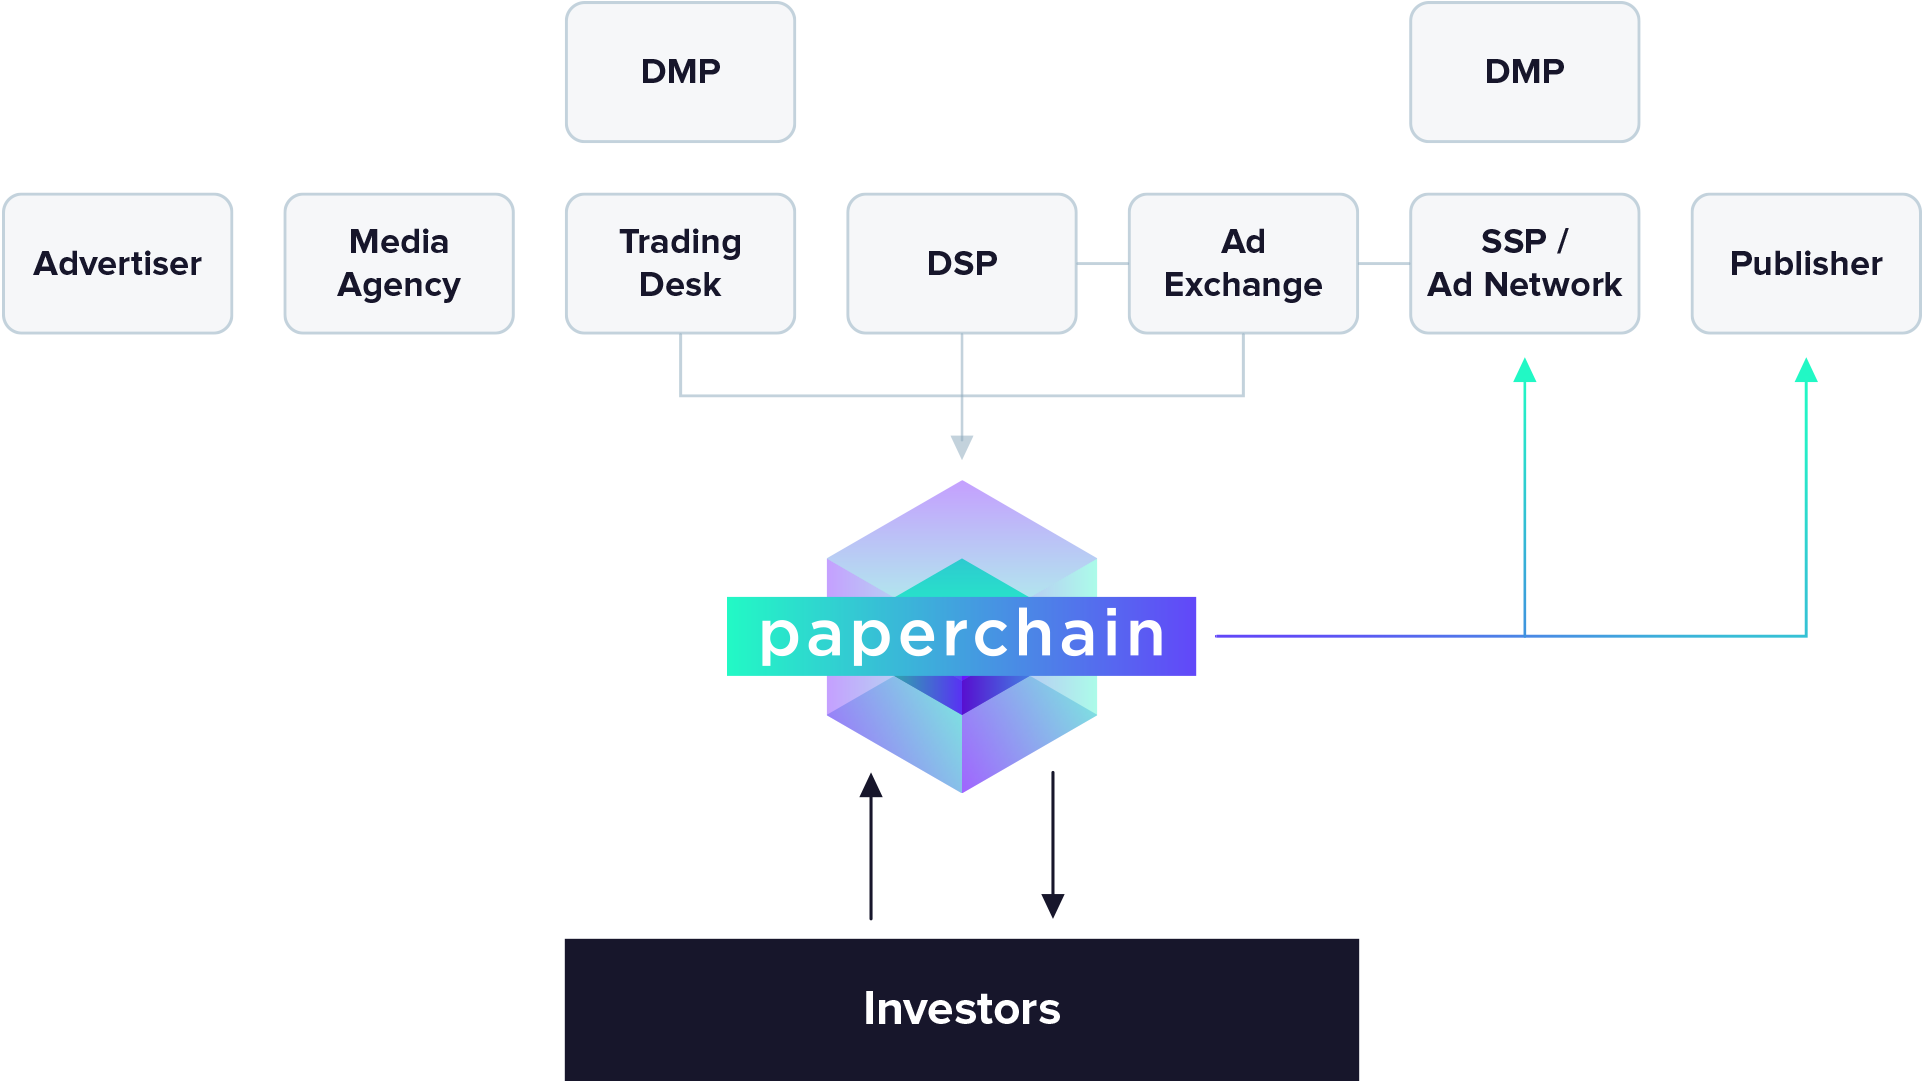 DMP
DMP
Advertiser
Media
Agency
Trading
Desk
DSP
Ad
Exchange
SSP /
Ad Network
Publisher
paperchain
Investors